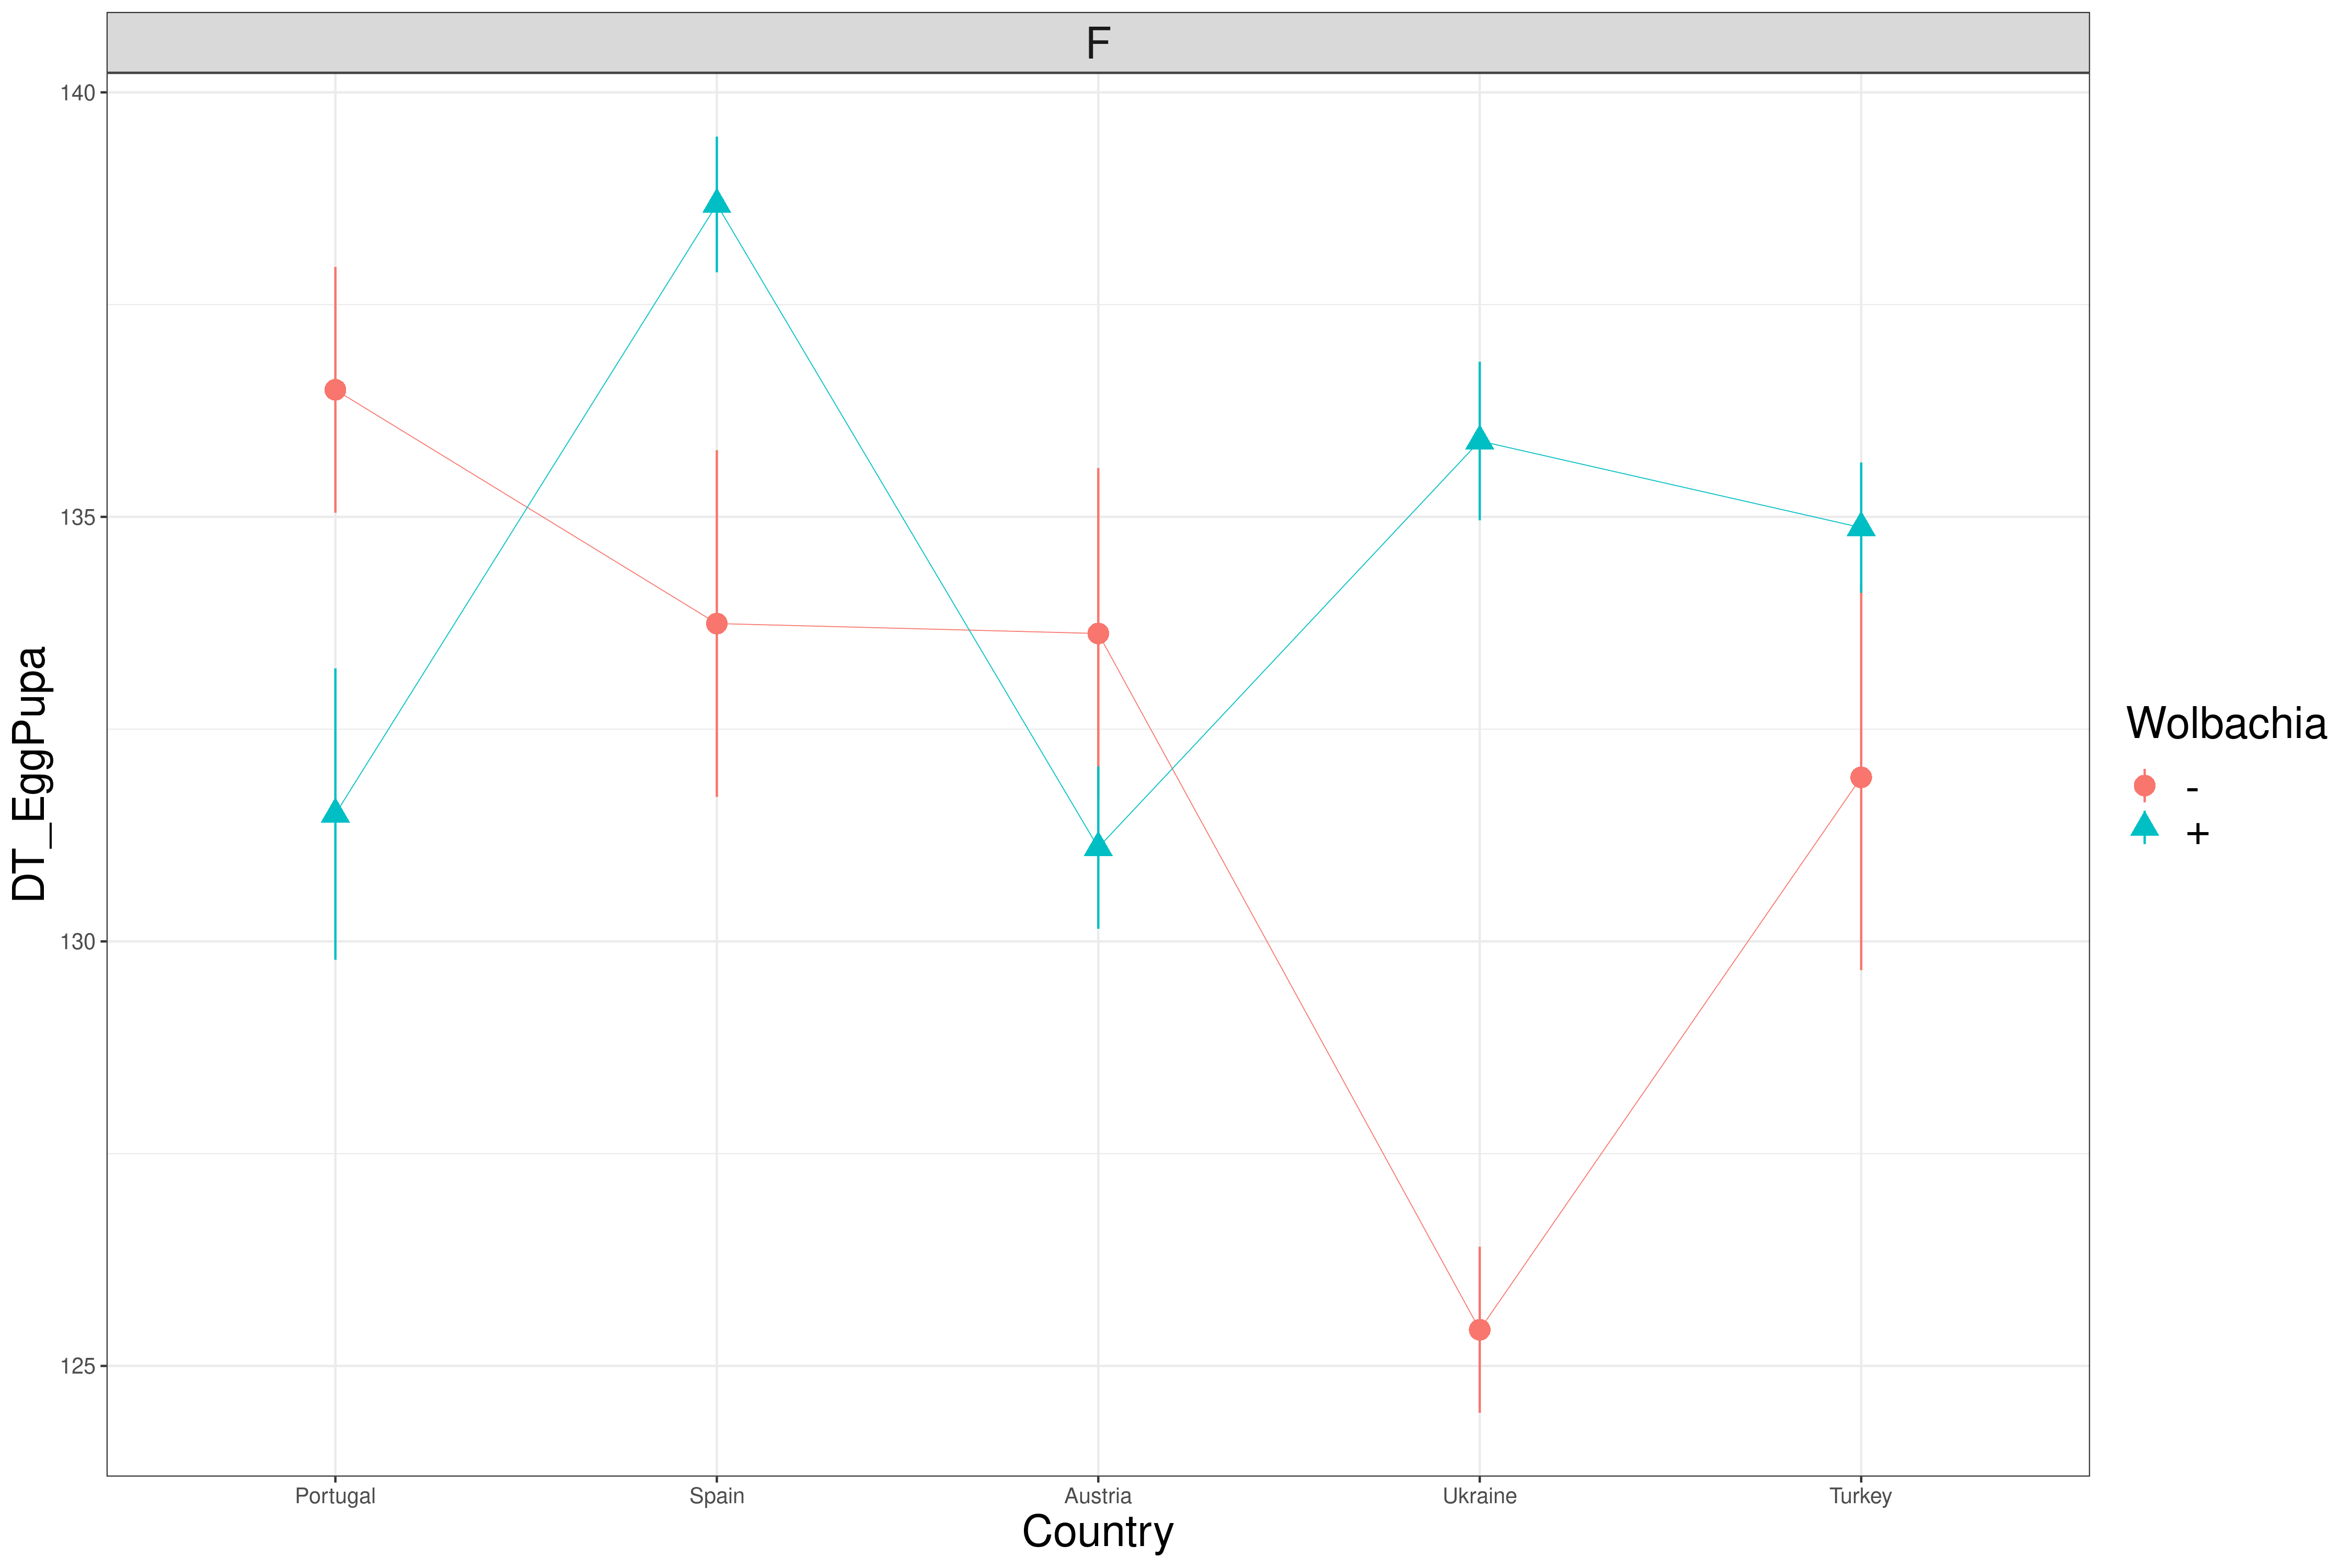 F
140
135
130
125
DT_EggPupa
Portugal Spain Austria Ukraine Turkey
Country
Wolbachia
-
+